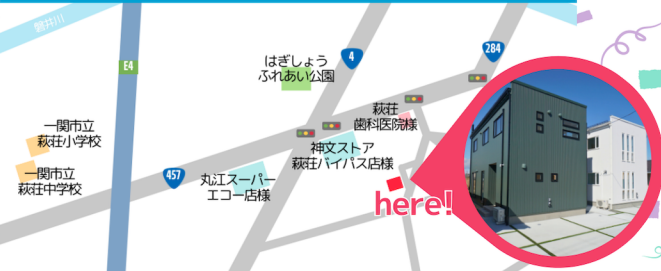 磐井川
E4
4
284
はぎしょう
ふれあい公園
萩荘
歯科医院様
一関市立
萩荘小学校
神文ストア
萩荘バイパス店様
一関市立
萩荘中学校
457
丸江スーパー
エコー店様
here!